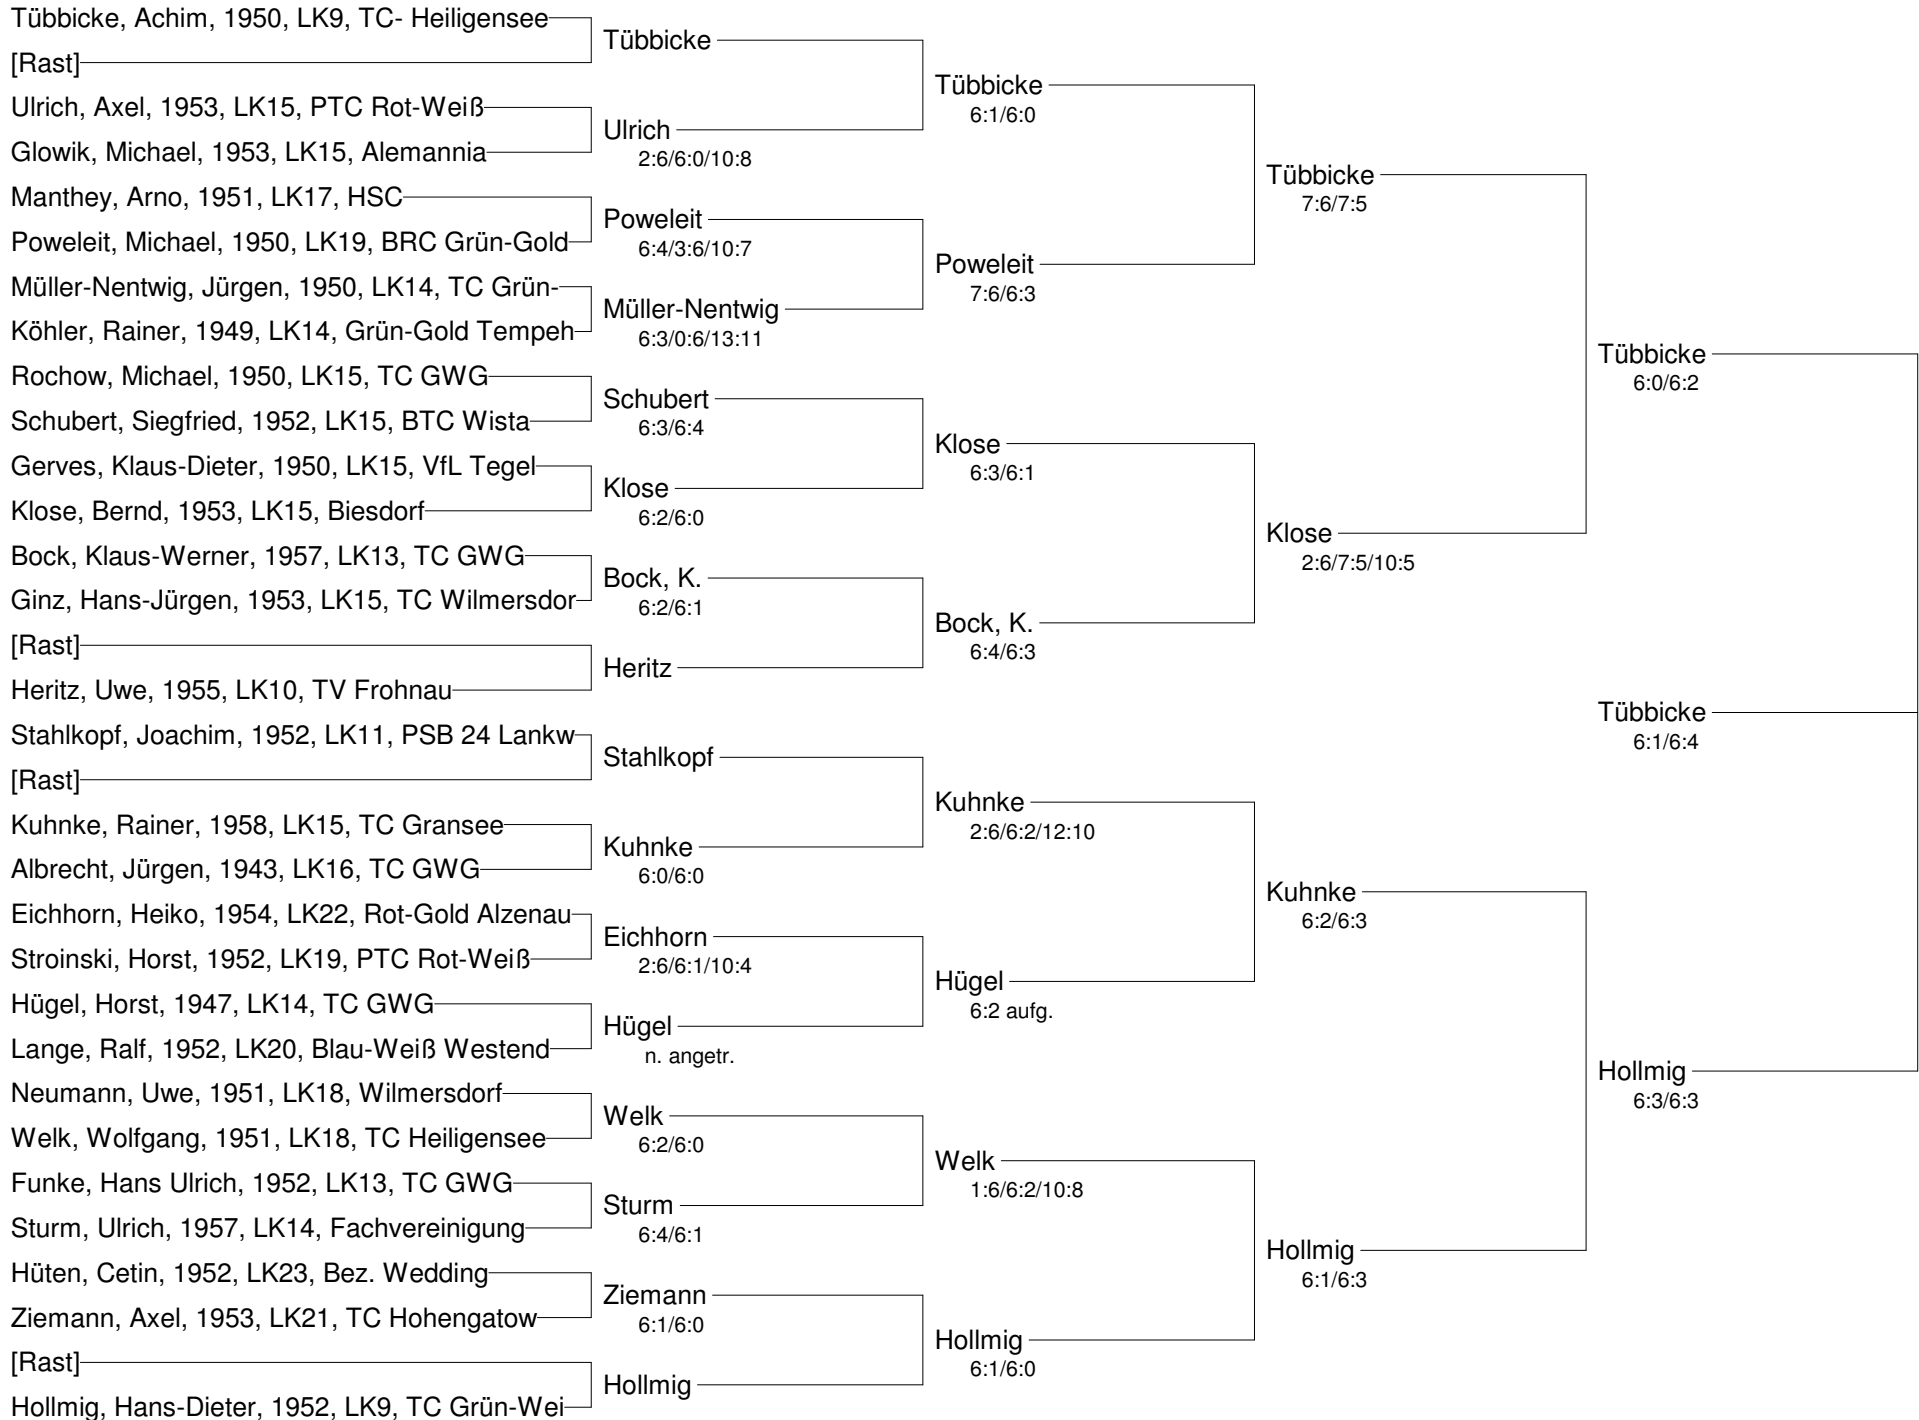 Tübbicke, Achim, 1950, LK9, TC- Heiligensee
[Rast]
Ulrich, Axel, 1953, LK15, PTC Rot-Weiß
Glowik, Michael, 1953, LK15, Alemannia
Manthey, Arno, 1951, LK17, HSC
Poweleit, Michael, 1950, LK19, BRC Grün-Gold
Müller-Nentwig, Jürgen, 1950, LK14, TC Grün-
Köhler, Rainer, 1949, LK14, Grün-Gold Tempeh
Rochow, Michael, 1950, LK15, TC GWG
Schubert, Siegfried, 1952, LK15, BTC Wista
Gerves, Klaus-Dieter, 1950, LK15, VfL Tegel
Klose, Bernd, 1953, LK15, Biesdorf
Bock, Klaus-Werner, 1957, LK13, TC GWG
Ginz, Hans-Jürgen, 1953, LK15, TC Wilmersdor
[Rast]
Heritz, Uwe, 1955, LK10, TV Frohnau
Stahlkopf, Joachim, 1952, LK11, PSB 24 Lankw
[Rast]
Kuhnke, Rainer, 1958, LK15, TC Gransee
Albrecht, Jürgen, 1943, LK16, TC GWG
Eichhorn, Heiko, 1954, LK22, Rot-Gold Alzenau
Stroinski, Horst, 1952, LK19, PTC Rot-Weiß
Hügel, Horst, 1947, LK14, TC GWG
Lange, Ralf, 1952, LK20, Blau-Weiß Westend
Neumann, Uwe, 1951, LK18, Wilmersdorf
Welk, Wolfgang, 1951, LK18, TC Heiligensee
Funke, Hans Ulrich, 1952, LK13, TC GWG
Sturm, Ulrich, 1957, LK14, Fachvereinigung
Hüten, Cetin, 1952, LK23, Bez. Wedding
Ziemann, Axel, 1953, LK21, TC Hohengatow
[Rast]
Hollmig, Hans-Dieter, 1952, LK9, TC Grün-Wei
Tübbicke
Ulrich
2:6/6:0/10:8
Poweleit
6:4/3:6/10:7
Müller-Nentwig
6:3/0:6/13:11
Schubert
6:3/6:4
Klose
6:2/6:0
Bock, K.
6:2/6:1
Heritz
Stahlkopf
Kuhnke
6:0/6:0
Eichhorn
2:6/6:1/10:4
Hügel
n. angetr.
Welk
6:2/6:0
Sturm
6:4/6:1
Ziemann
6:1/6:0
Hollmig
Tübbicke
6:1/6:0
Poweleit
7:6/6:3
Klose
6:3/6:1
Bock, K.
6:4/6:3
Kuhnke
2:6/6:2/12:10
Hügel
6:2 aufg.
Welk
1:6/6:2/10:8
Hollmig
6:1/6:0
Tübbicke
7:6/7:5
Klose
2:6/7:5/10:5
Kuhnke
6:2/6:3
Hollmig
6:1/6:3
Tübbicke
6:0/6:2
Tübbicke
6:1/6:4
Hollmig
6:3/6:3